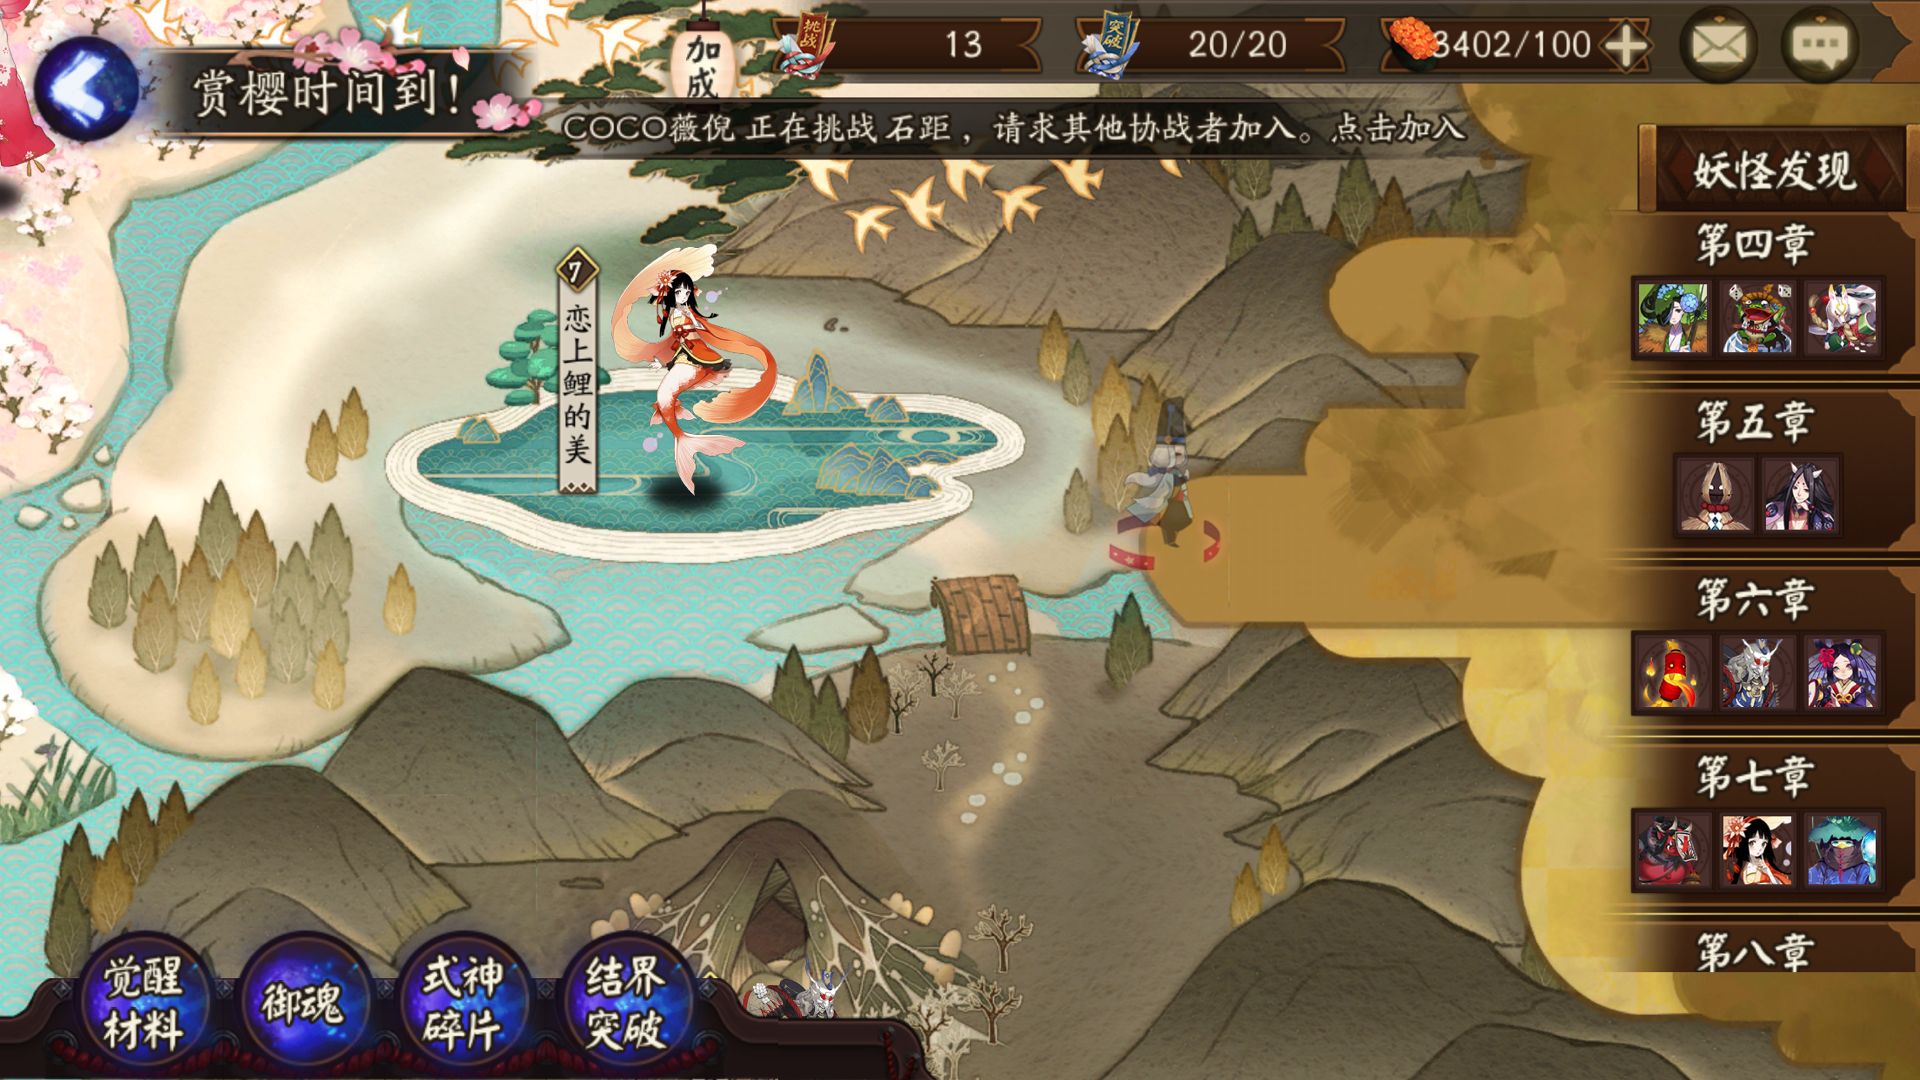 赏樱时间到!
加成
挑战
13
突破
20/20
3402/100
COCO薇倪 正在挑战 石距，请求其他协战者加入。点击加入
妖怪发现
第四章
第五章
第六章
第七章
第八章
7
恋上鲤的美
觉醒
材料
御魂
式神
碎片
结界
突破